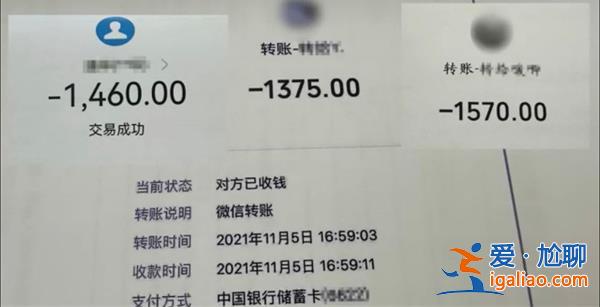 -1,460.00
交易成功
转账-转给
-1375.00
转账-转给
-1570.00
当前状态 对方已收钱
转账说明 微信转账
转账时间 2021年11月5日 16:59:03
收款时间 2021年11月5日 16:59:11
支付方式 中国银行储蓄卡
爱·尬聊
igaliao.com